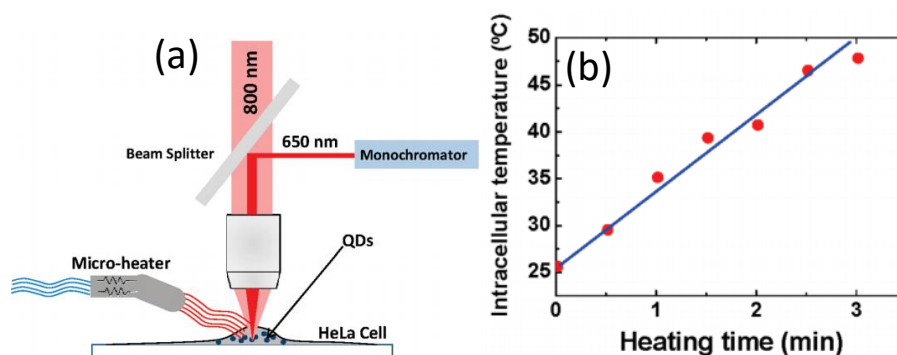 (a)
800 nm
650 nm
Beam Splitter
Monochromator
QDs
Micro-heater
HeLa Cell
(b)
Intracellular temperature (ºC)
50
45
40
35
30
25
0
1
2
3
Heating time (min)